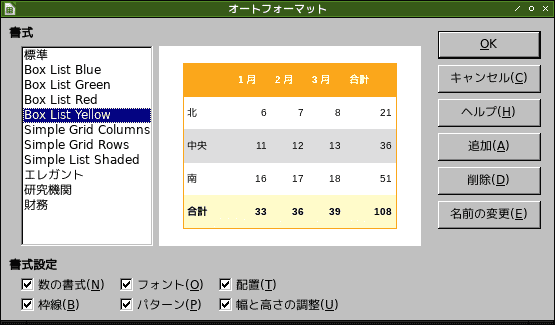 オートフォーマット
書式
標準
Box List Blue
Box List Green
Box List Red
Box List Yellow
Simple Grid Columns
Simple Grid Rows
Simple List Shaded
エレガント
研究機関
財務
1 月 2 月 3 月 合計
北 6 7 8 21
中央 11 12 13 36
南 16 17 18 51
合計 33 36 39 108
OK
キャンセル(C)
ヘルプ(H)
追加(A)
削除(D)
名前の変更(E)
書式設定
数の書式(N) フォント(O) 配置(T)
枠線(B) パターン(P) 幅と高さの調整(U)